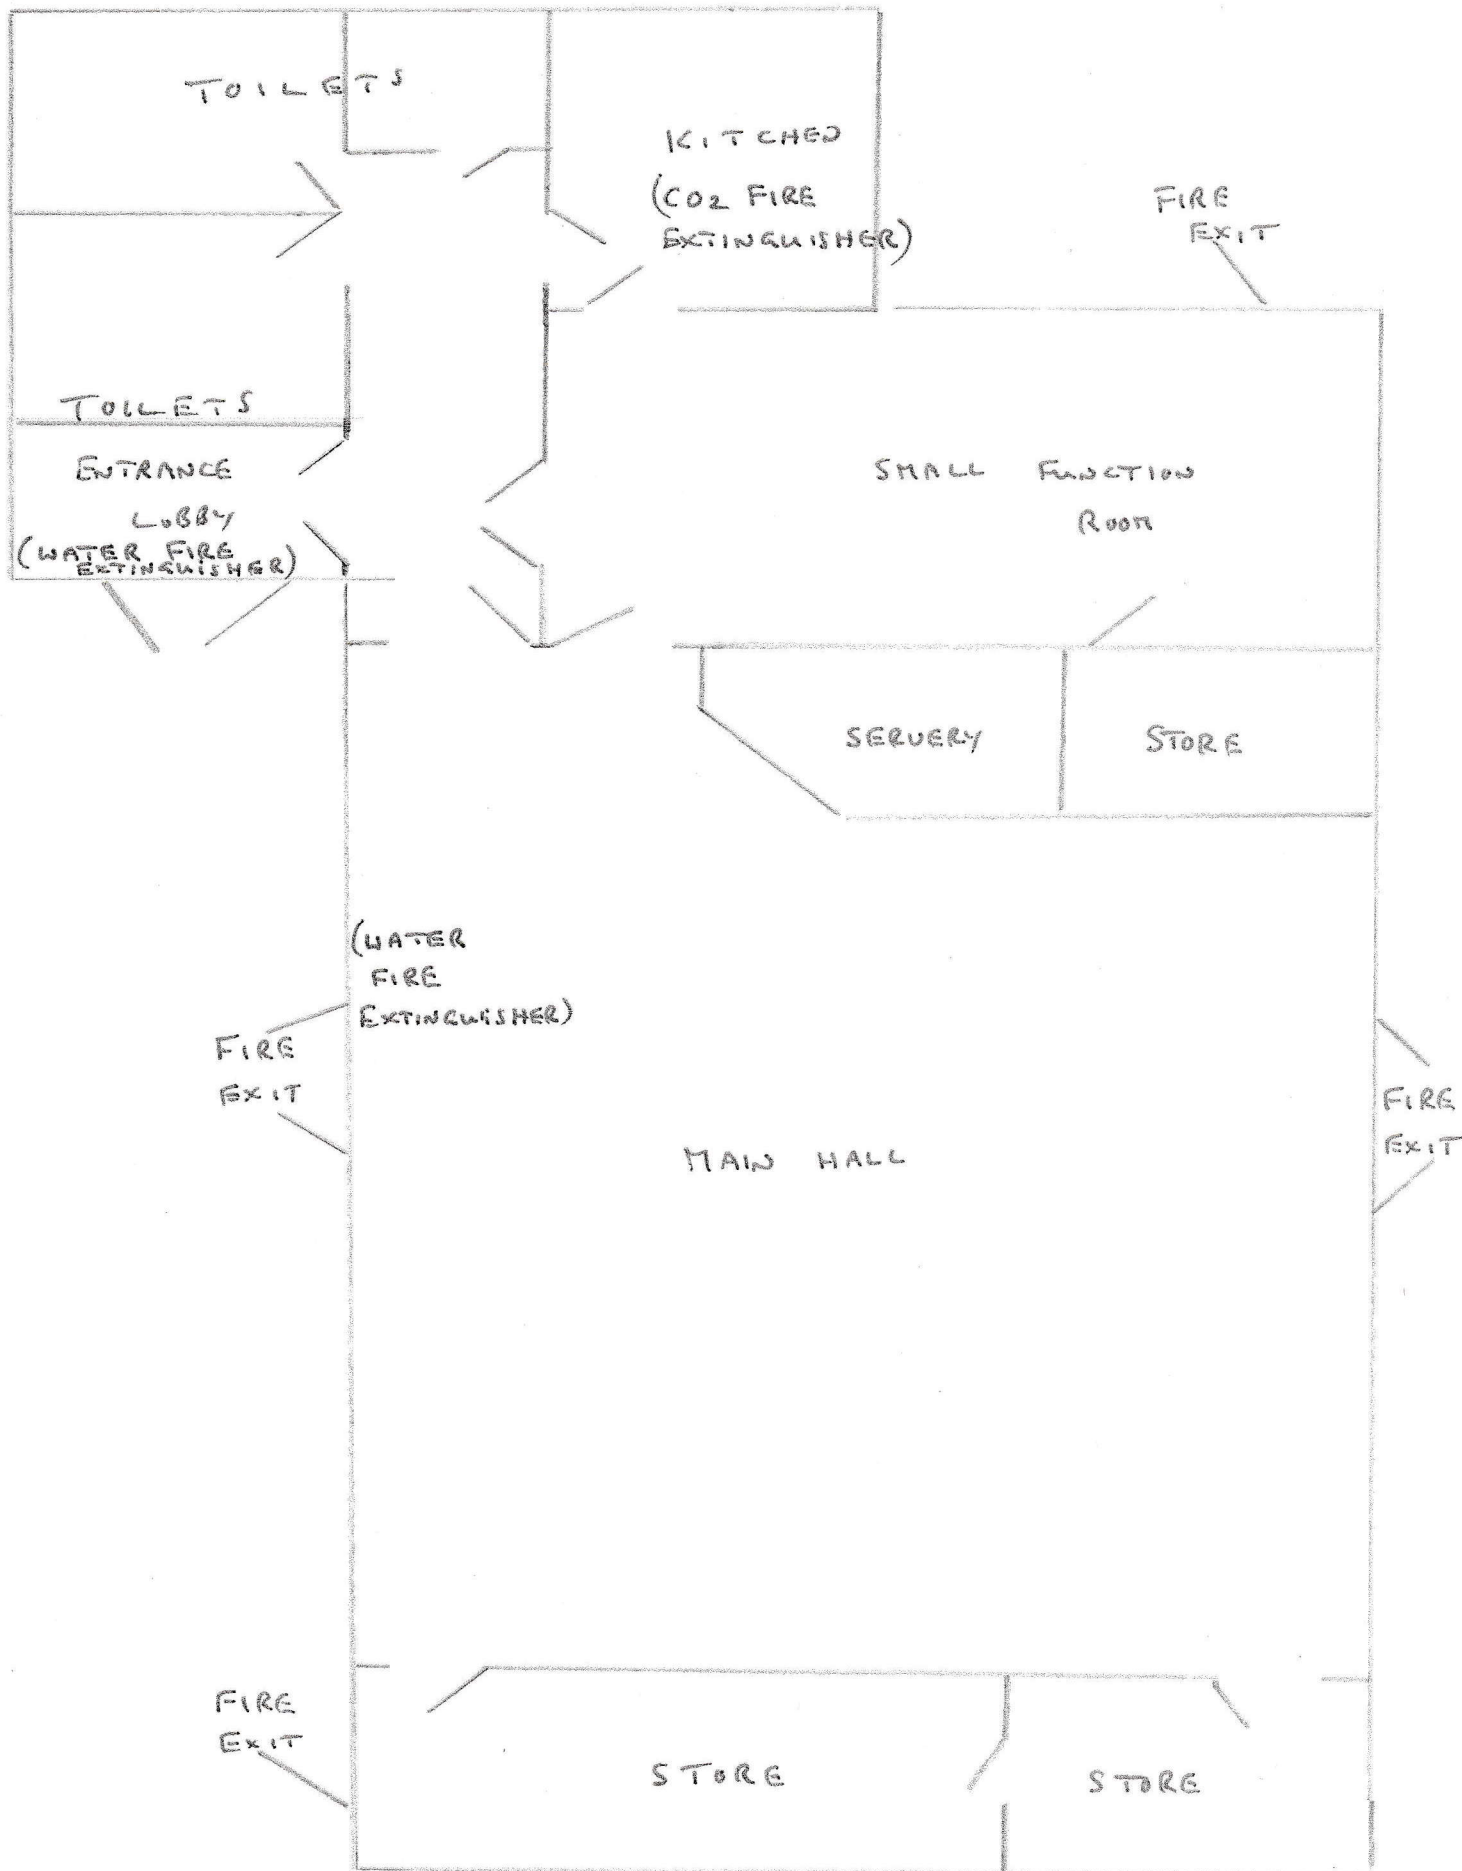 TOILETS
KITCHEN
(CO2 FIRE
EXTINGUISHER)
FIRE
EXIT
TOILETS
ENTRANCE
LOBBY
(WATER FIRE
EXTINGUISHER)
SMALL FUNCTION
ROOM
SERVERY
STORE
(WATER
FIRE
EXTINGUISHER)
FIRE
EXIT
FIRE
EXIT
MAIN HALL
FIRE
EXIT
STORE
STORE